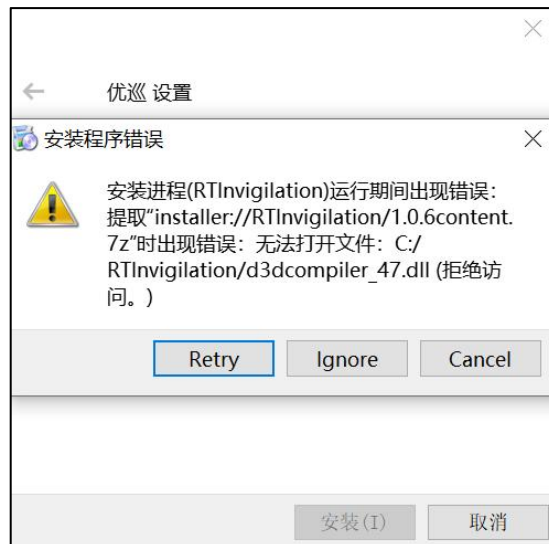 优巡 设置
安装程序错误
安装进程(RTInvigilation)运行期间出现错误：
提取“installer://RTInvigilation/1.0.6content.
7z”时出现错误：无法打开文件：C:/
RTInvigilation/d3dcompiler_47.dll (拒绝访
问。)
Retry Ignore Cancel
安装(I) 取消